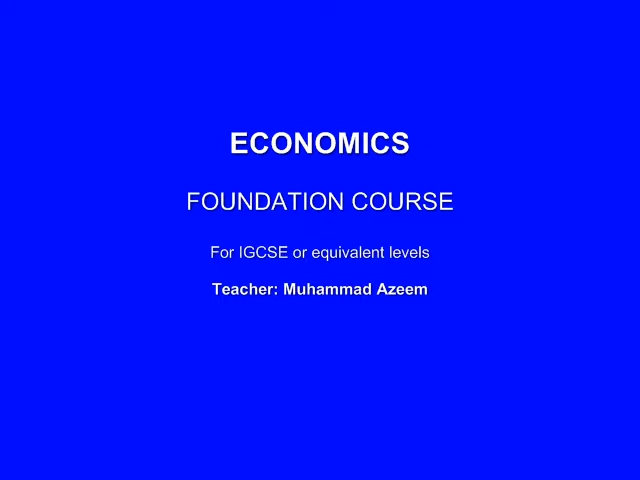 ECONOMICS
FOUNDATION COURSE
For IGCSE or equivalent levels
Teacher: Muhammad Azeem